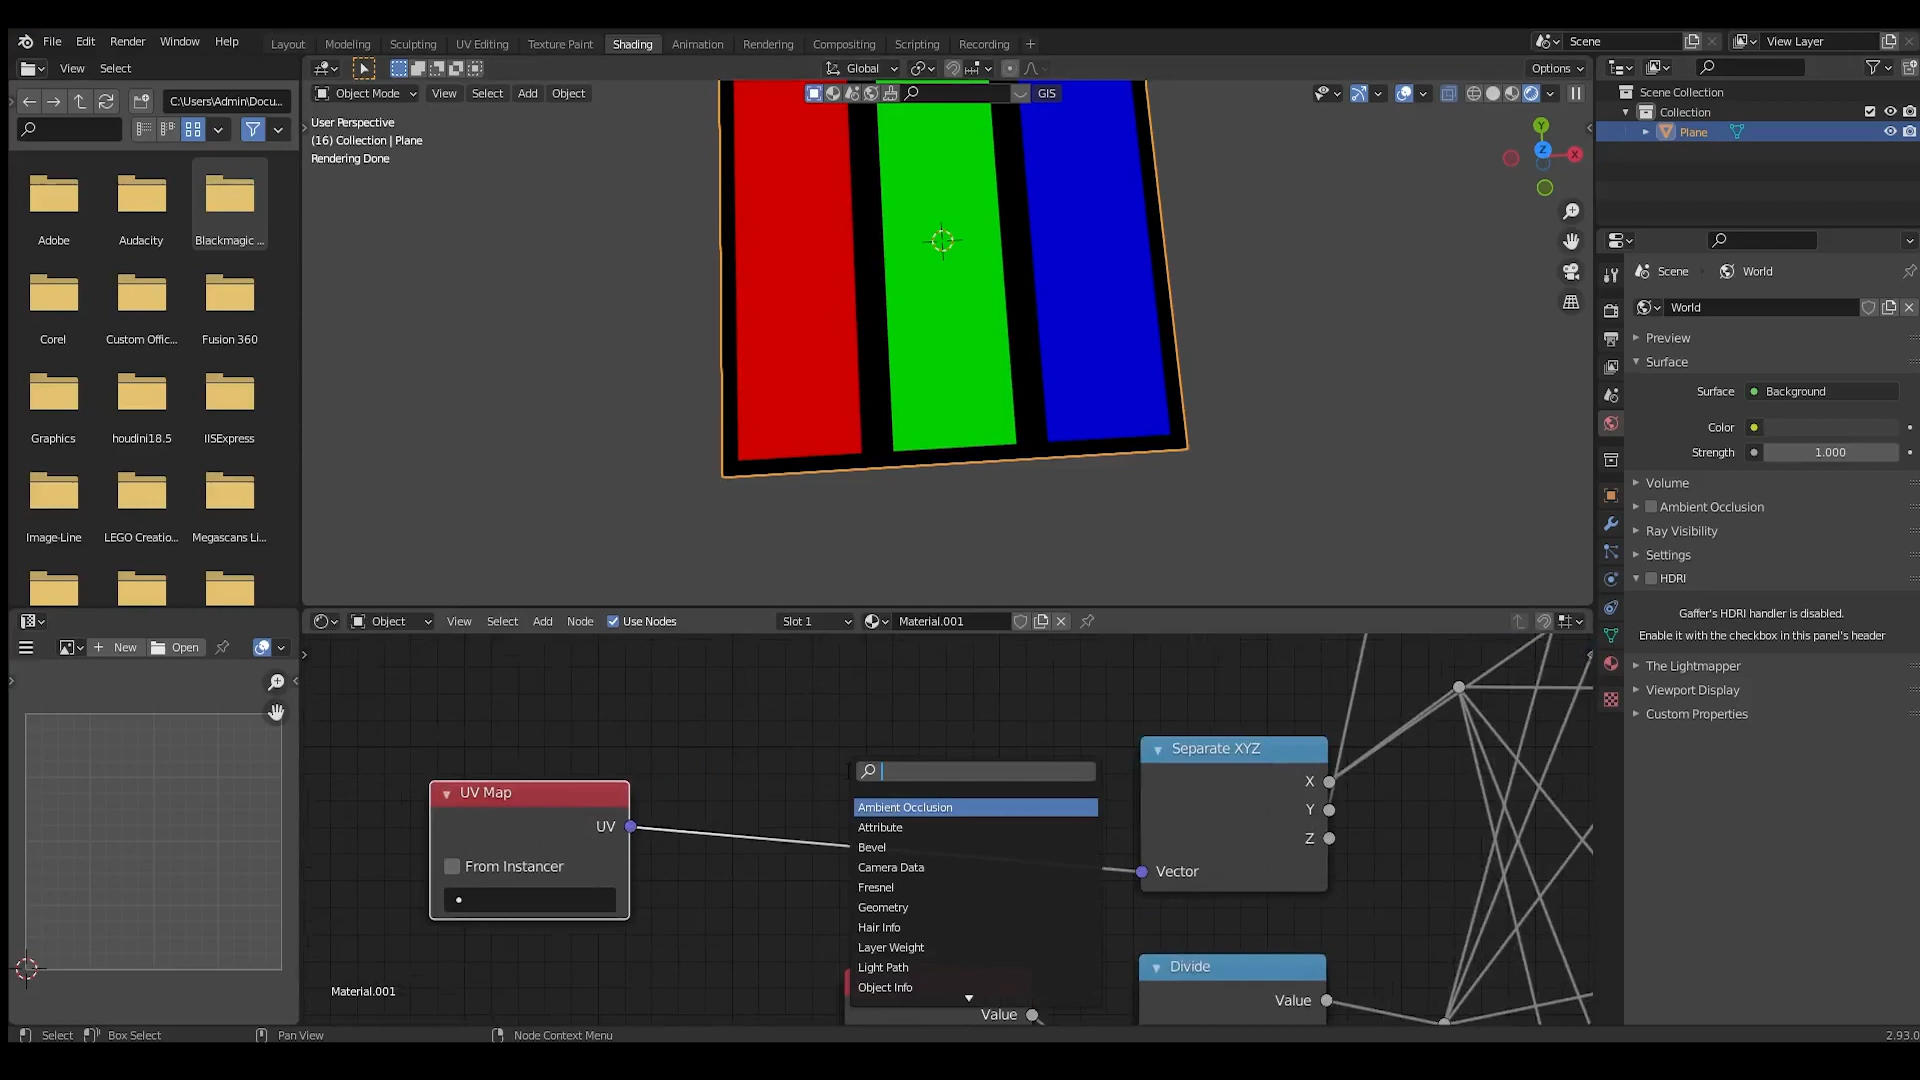 File Edit Render Window Help
Layout Modeling Sculpting UV Editing Texture Paint Shading Animation Rendering Compositing Scripting Recording +
Scene
View Layer
View Select
Global
Options
C:\Users\Admin\Docu...
Object Mode View Select Add Object
GIS
User Perspective
(16) Collection | Plane
Rendering Done
Y
Z
X
Adobe Audacity Blackmagic ...
Corel Custom Offic... Fusion 360
Graphics houdini18.5 IISExpress
Image-Line LEGO Creatio... Megascans Li...
Scene Collection
Collection
Plane
Scene World
World
Preview
Surface
Surface Background
Color
Strength 1.000
Volume
Ambient Occlusion
Ray Visibility
Settings
HDRI
Gaffer's HDRI handler is disabled.
Enable it with the checkbox in this panel's header
The Lightmapper
Viewport Display
Custom Properties
Object View Select Add Node Use Nodes Slot 1 Material.001
+ New Open
UV Map
UV
From Instancer
Ambient Occlusion
Attribute
Bevel
Camera Data
Fresnel
Geometry
Hair Info
Layer Weight
Light Path
Object Info
Value
Separate XYZ
X
Y
Z
Vector
Divide
Value
Material.001
Select Box Select Pan View Node Context Menu
2.93.0